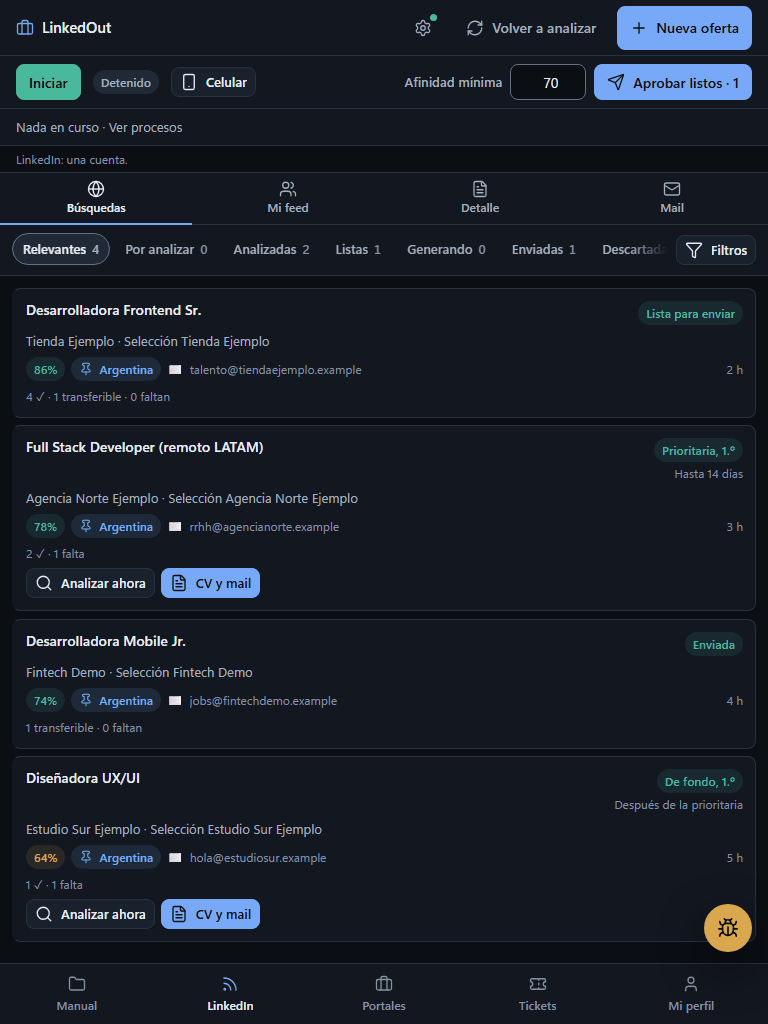 LinkedOut
Volver a analizar
Nueva oferta
Iniciar
Detenido
Celular
Afinidad mínima
70
Aprobar listos · 1
Nada en curso · Ver procesos
LinkedIn: una cuenta.
Búsquedas
Mi feed
Detalle
Mail
Relevantes 4
Por analizar 0
Analizadas 2
Listas 1
Generando 0
Enviadas 1
Descartada
Filtros
Desarrolladora Frontend Sr.
Lista para enviar
Tienda Ejemplo · Selección Tienda Ejemplo
86% Argentina talento@tiendaejemplo.example 2 h
4 ✓ · 1 transferible · 0 faltan
Full Stack Developer (remoto LATAM)
Prioritaria, 1.º
Hasta 14 días
Agencia Norte Ejemplo · Selección Agencia Norte Ejemplo
78% Argentina rrhh@agencianorte.example 3 h
2 ✓ · 1 falta
Analizar ahora
CV y mail
Desarrolladora Mobile Jr.
Enviada
Fintech Demo · Selección Fintech Demo
74% Argentina jobs@fintechdemo.example 4 h
1 transferible · 0 faltan
Diseñadora UX/UI
De fondo, 1.º
Después de la prioritaria
Estudio Sur Ejemplo · Selección Estudio Sur Ejemplo
64% Argentina hola@estudiosur.example 5 h
1 ✓ · 1 falta
Analizar ahora
CV y mail
Manual
LinkedIn
Portales
Tickets
Mi perfil